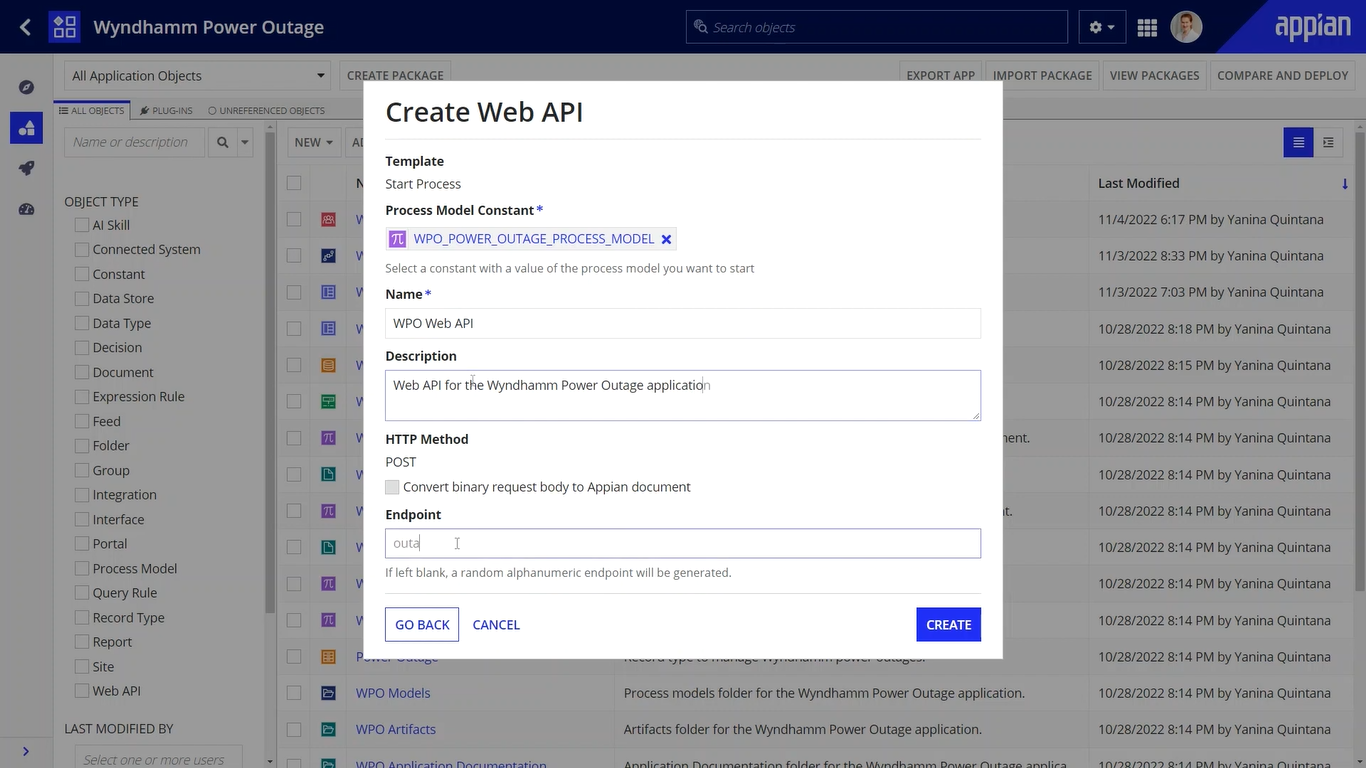 Wyndhamm Power Outage
Search objects
appian
All Application Objects
CREATE PACKAGE
EXPORT APP
IMPORT PACKAGE
VIEW PACKAGES
COMPARE AND DEPLOY
ALL OBJECTS
PLUG-INS
UNREFERENCED OBJECTS
Name or description
NEW
OBJECT TYPE
AI Skill
Connected System
Constant
Data Store
Data Type
Decision
Document
Expression Rule
Feed
Folder
Group
Integration
Interface
Portal
Process Model
Query Rule
Record Type
Report
Site
Web API
LAST MODIFIED BY
Select one or more users
Create Web API
Template
Start Process
Process Model Constant *
WPO_POWER_OUTAGE_PROCESS_MODEL
Select a constant with a value of the process model you want to start
Name *
WPO Web API
Description
Web API for the Wyndhamm Power Outage application
HTTP Method
POST
Convert binary request body to Appian document
Endpoint
outa
If left blank, a random alphanumeric endpoint will be generated.
GO BACK
CANCEL
CREATE
Last Modified
11/4/2022 6:17 PM by Yanina Quintana
11/3/2022 8:33 PM by Yanina Quintana
11/3/2022 7:03 PM by Yanina Quintana
10/28/2022 8:18 PM by Yanina Quintana
10/28/2022 8:15 PM by Yanina Quintana
10/28/2022 8:14 PM by Yanina Quintana
10/28/2022 8:14 PM by Yanina Quintana
10/28/2022 8:14 PM by Yanina Quintana
10/28/2022 8:14 PM by Yanina Quintana
10/28/2022 8:14 PM by Yanina Quintana
10/28/2022 8:14 PM by Yanina Quintana
10/28/2022 8:14 PM by Yanina Quintana
Power Outage Record type to manage Wyndhamm power outages. 10/28/2022 8:14 PM by Yanina Quintana
WPO Models Process models folder for the Wyndhamm Power Outage application. 10/28/2022 8:14 PM by Yanina Quintana
WPO Artifacts Artifacts folder for the Wyndhamm Power Outage application. 10/28/2022 8:14 PM by Yanina Quintana
WPO Application Documentation Application Documentation folder for the Wyndhamm Power Outage applica 10/28/2022 8:14 PM by Yanina Quintana